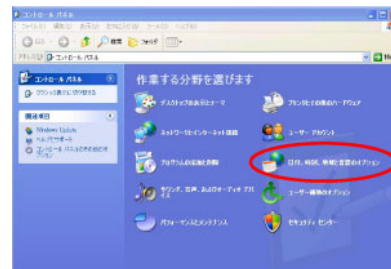 コントロール パネル
検索
フォルダ
コントロール パネル
コントロール パネル
クラシック表示に切り替える
関連項目
Windows Update
ヘルプとサポート
作業する分野を選びます
デスクトップの表示とテーマ
プリンタとその他のハードウェア
ネットワークとインターネット接続
ユーザー アカウント
プログラムの追加と削除
日付、時刻、地域と言語のオプション
サウンド、音声、およびオーディオ デバイス
ユーザー補助のオプション
パフォーマンスとメンテナンス
セキュリティ センター